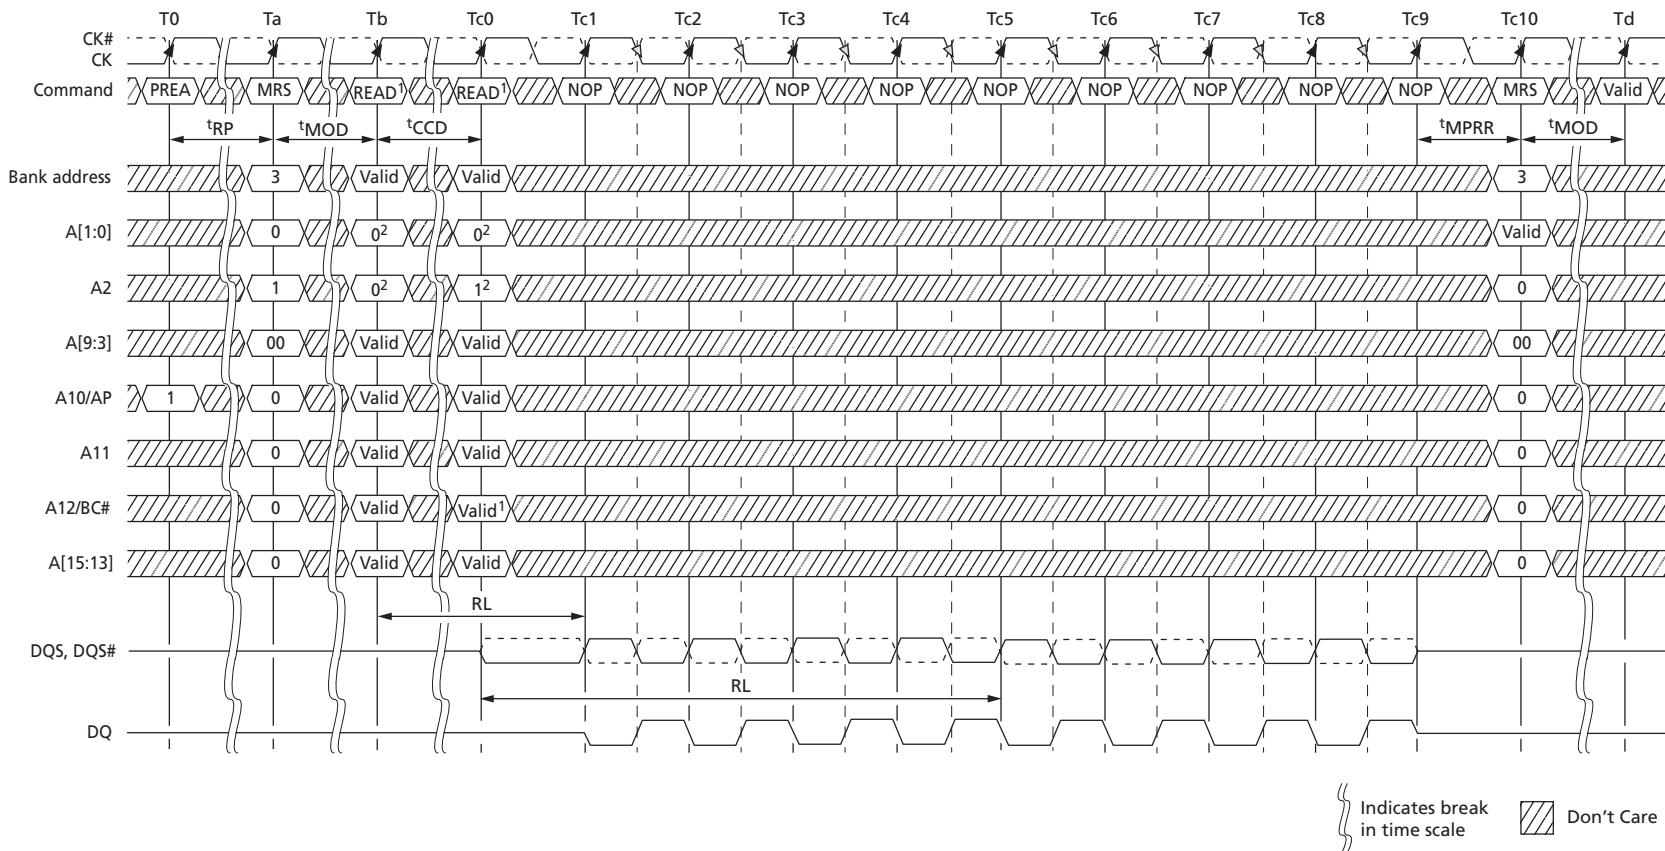 T0 Ta Tb Tc0 Tc1 Tc2 Tc3 Tc4 Tc5 Tc6 Tc7 Tc8 Tc9 Tc10 Td
CK#
CK
Command PREA MRS READ1 READ1 NOP NOP NOP NOP NOP NOP NOP NOP NOP MRS Valid
tRP tMOD tCCD tMPRR tMOD
Bank address 3 Valid Valid 3
A[1:0] 0 02 02 Valid
A2 1 02 12 0
A[9:3] 00 Valid Valid 00
A10/AP 1 0 Valid Valid 0
A11 0 Valid Valid 0
A12/BC# 0 Valid Valid1 0
A[15:13] 0 Valid Valid 0
RL
DQS, DQS#
RL
DQ
Indicates break
in time scale
Don't Care